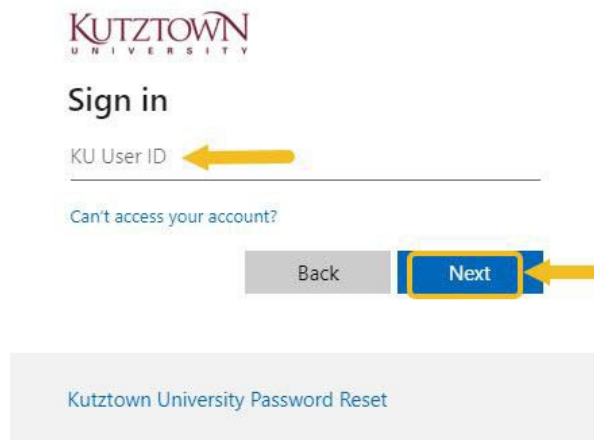 KUTZTOWN
UNIVERSITY
Sign in
KU User ID
Can't access your account?
Back Next
Kutztown University Password Reset